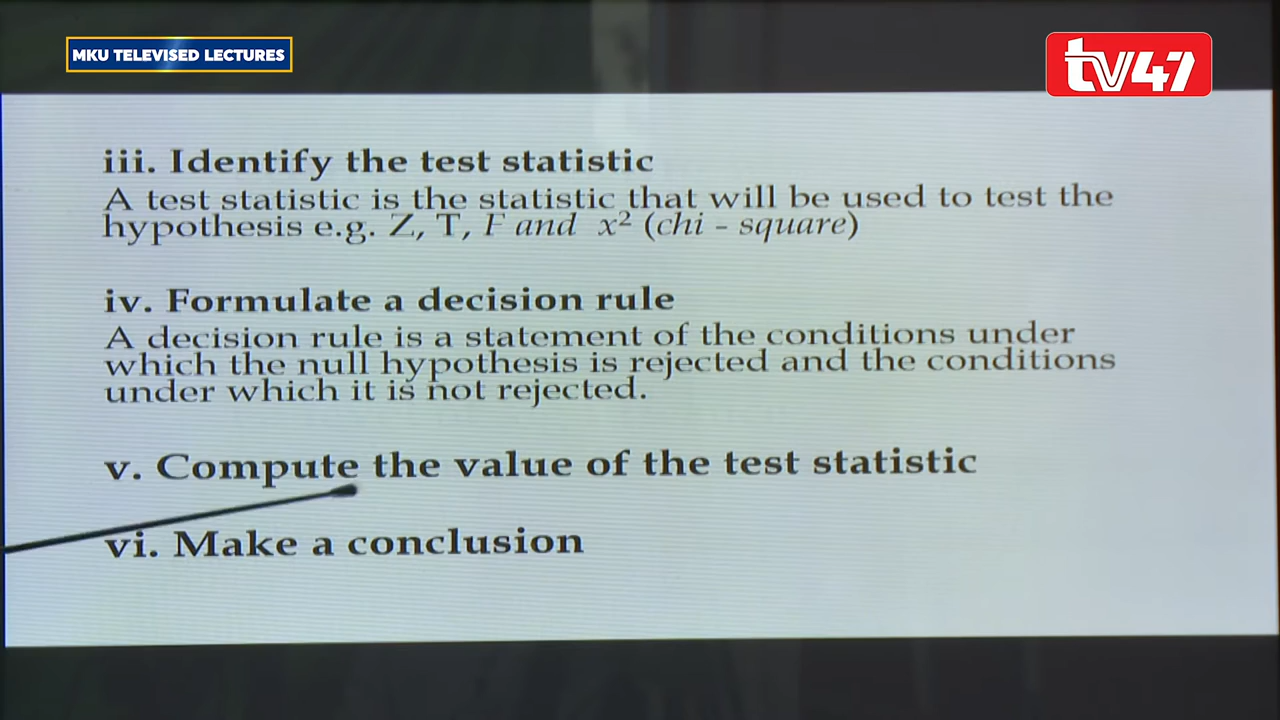 MKU TELEVISED LECTURES
tv47
iii. Identify the test statistic
A test statistic is the statistic that will be used to test the
hypothesis e.g. Z, T, F and x² (chi - square)
iv. Formulate a decision rule
A decision rule is a statement of the conditions under
which the null hypothesis is rejected and the conditions
under which it is not rejected.
v. Compute the value of the test statistic
vi. Make a conclusion